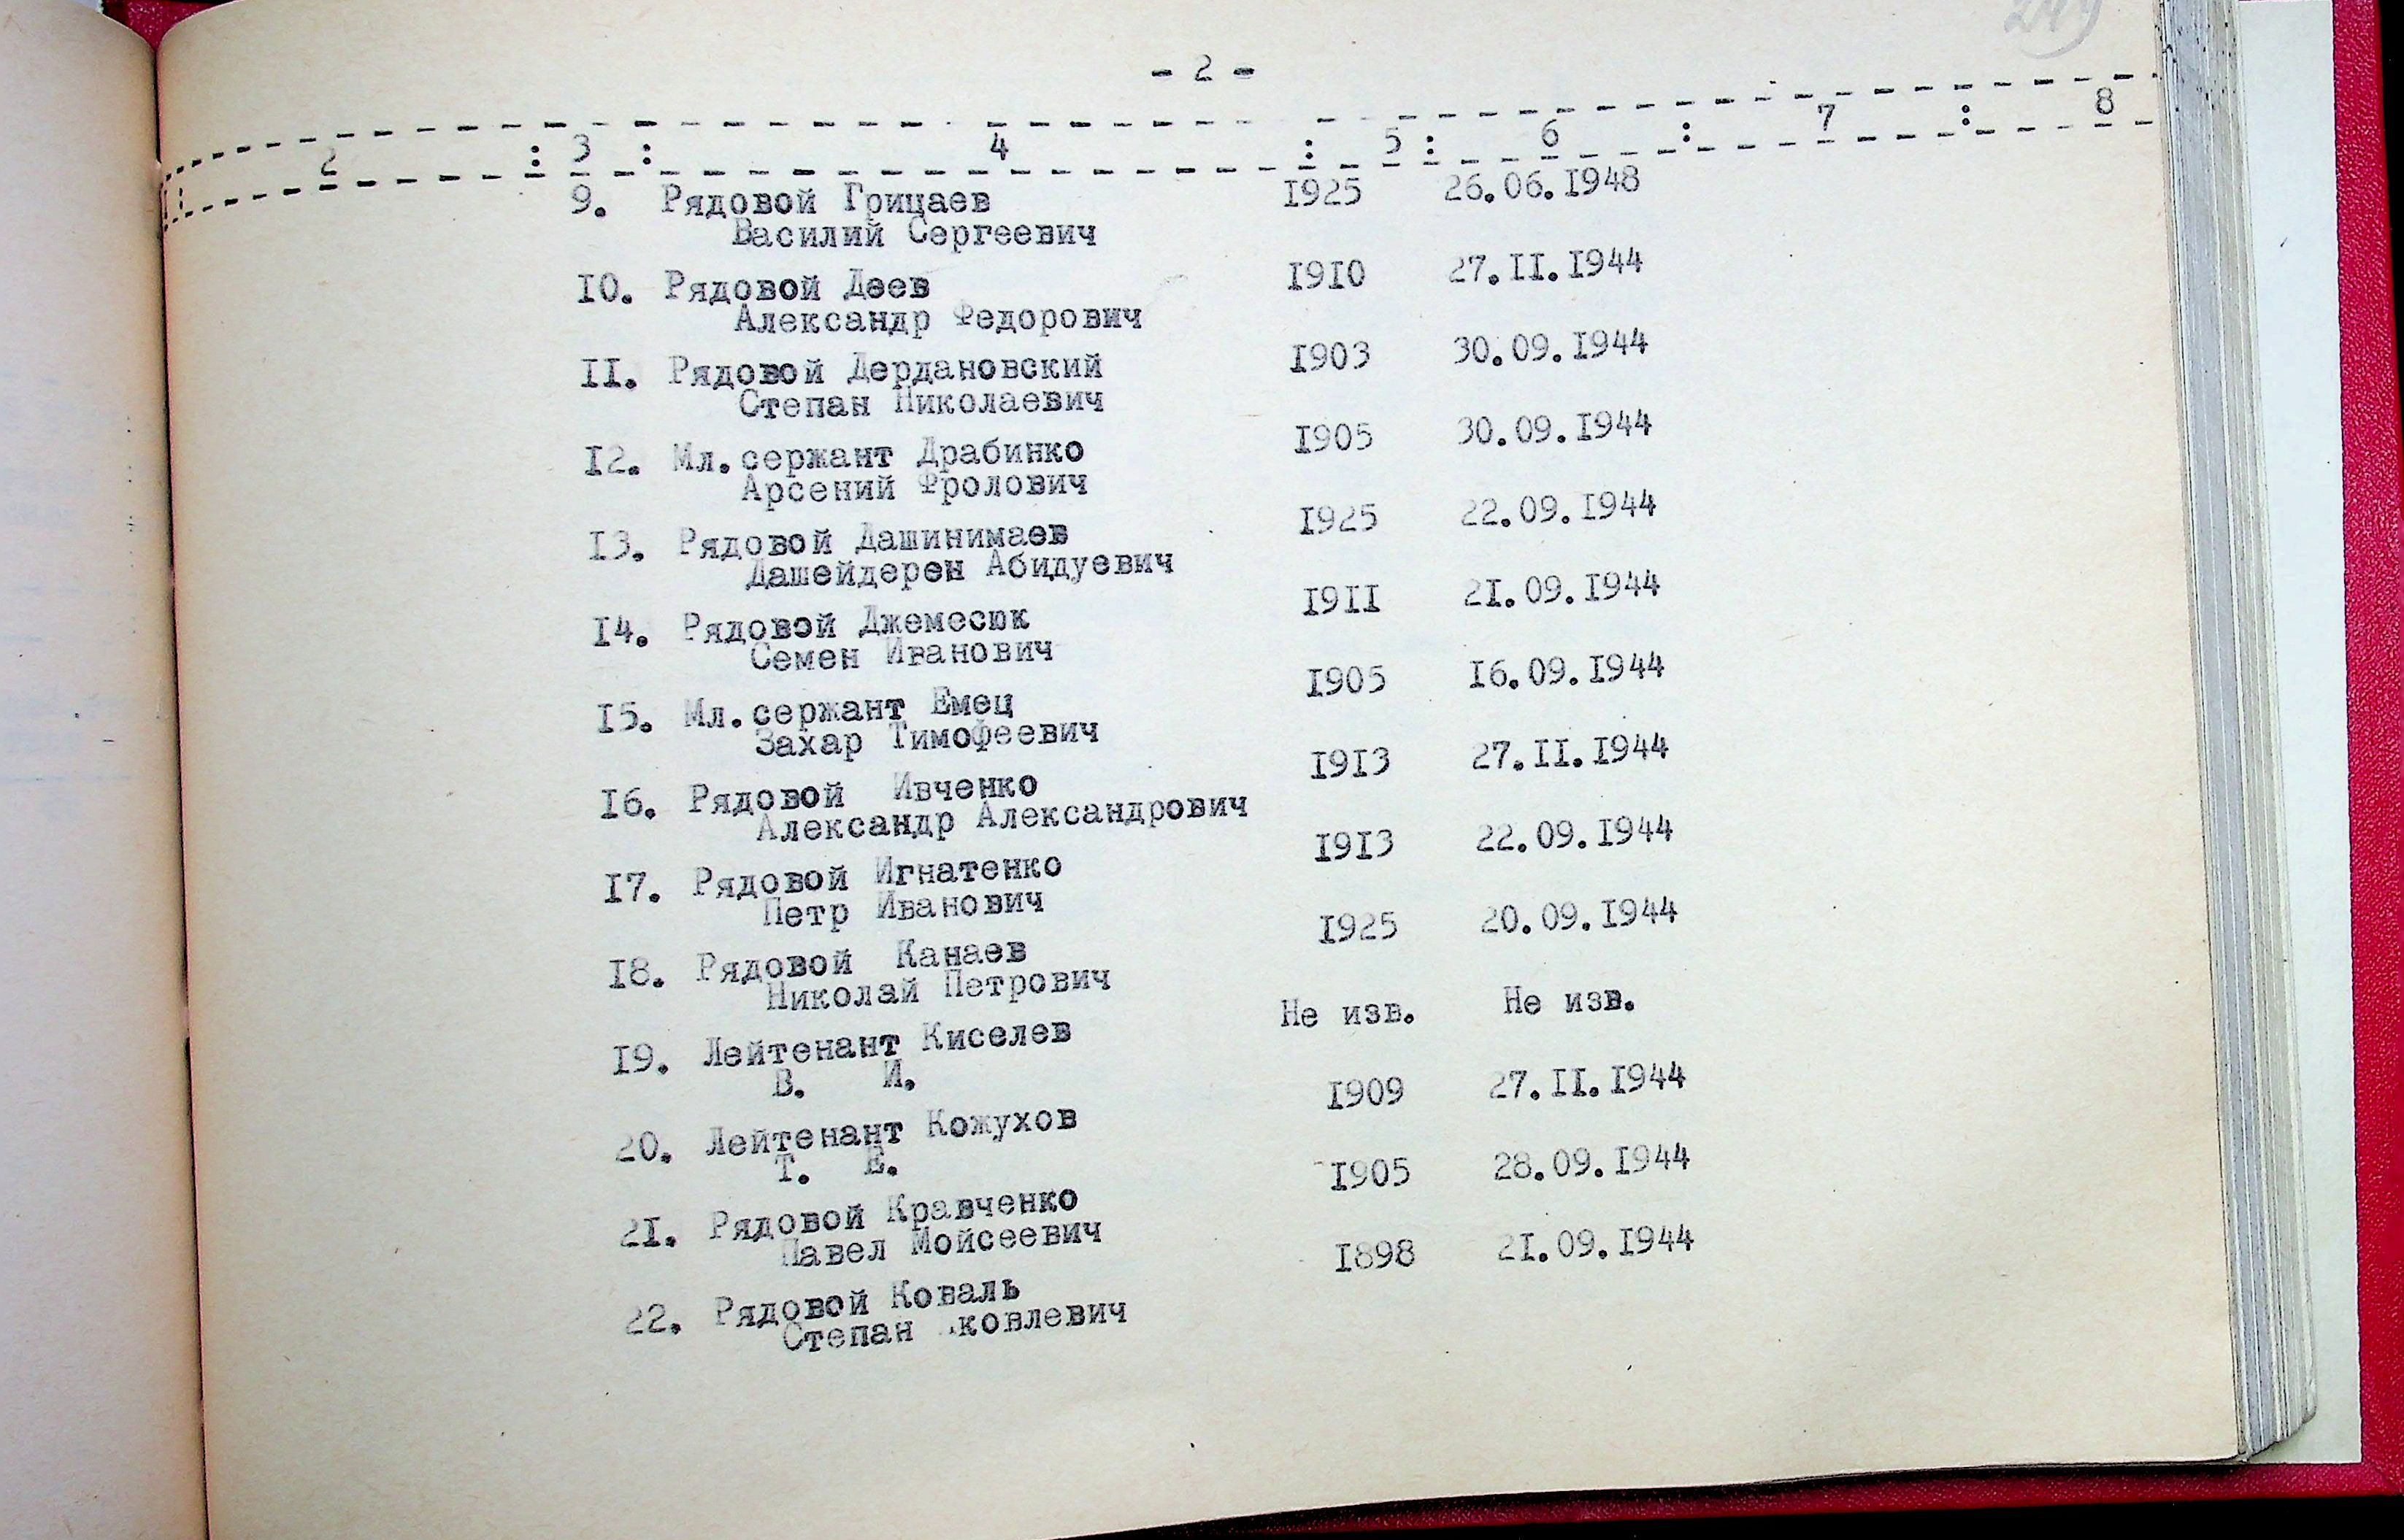 - 2 -
2 : 3 : 4 : 5 : 6 : 7 : 8
9. Рядовой Грицаев 1925 26.06.1948
Василий Сергеевич
10. Рядовой Деев 1910 27.11.1944
Александр Федорович
11. Рядовой Дердановский 1903 30.09.1944
Степан Николаевич
12. Мл.сержант Драбинко 1905 30.09.1944
Арсений Фролович
13. Рядовой Дашинимаев 1925 22.09.1944
Дашейдерен Абидуевич
14. Рядовой Джемесюк 1911 21.09.1944
Семен Иванович
15. Мл.сержант Емец 1905 16.09.1944
Захар Тимофеевич
16. Рядовой Ивченко 1913 27.11.1944
Александр Александрович
17. Рядовой Игнатенко 1913 22.09.1944
Петр Иванович
18. Рядовой Канаев 1925 20.09.1944
Николай Петрович
19. Лейтенант Киселев Не изв. Не изв.
В. И.
20. Лейтенант Кожухов 1909 27.11.1944
Т. Е.
21. Рядовой Кравченко 1905 28.09.1944
Павел Мойсеевич
22. Рядовой Коваль 1898 21.09.1944
Степан